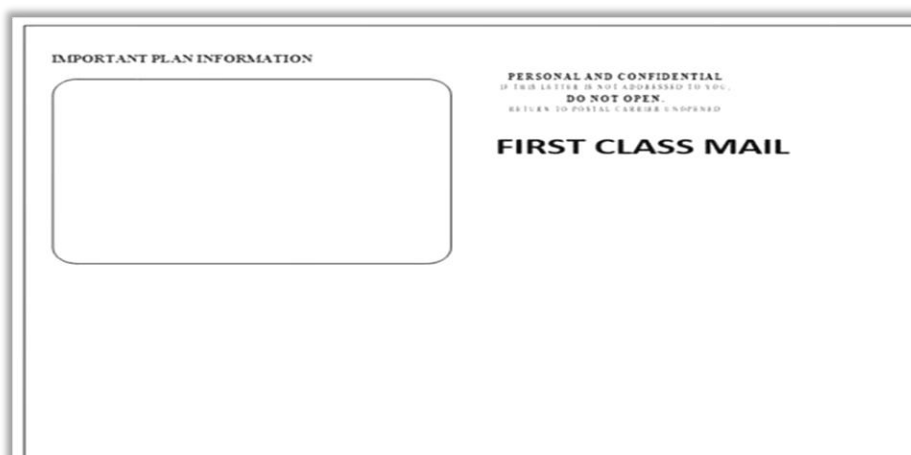 IMPORTANT PLAN INFORMATION
PERSONAL AND CONFIDENTIAL
IF THIS LETTER IS NOT ADDRESSED TO YOU,
DO NOT OPEN.
RETURN TO POSTAL CARRIER UNOPENED
FIRST CLASS MAIL